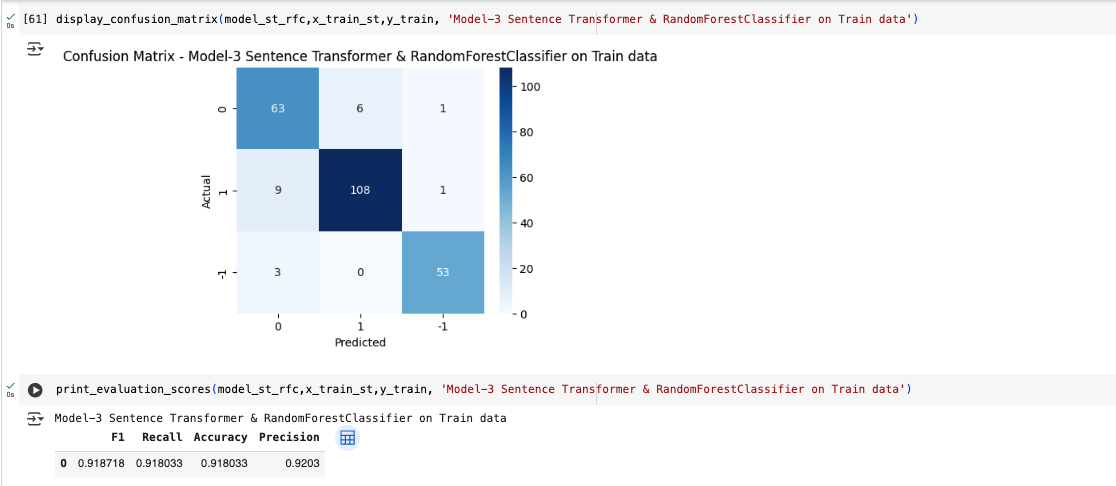 [61] display_confusion_matrix(model_st_rfc,x_train_st,y_train, 'Model-3 Sentence Transformer & RandomForestClassifier on Train data')
0s
Confusion Matrix - Model-3 Sentence Transformer & RandomForestClassifier on Train data
0 63 6 1
1 9 108 1
-1 3 0 53
0 1 -1
Actual
Predicted
100
80
60
40
20
0
print_evaluation_scores(model_st_rfc,x_train_st,y_train, 'Model-3 Sentence Transformer & RandomForestClassifier on Train data')
0s
Model-3 Sentence Transformer & RandomForestClassifier on Train data
F1 Recall Accuracy Precision
0 0.918718 0.918033 0.918033 0.9203